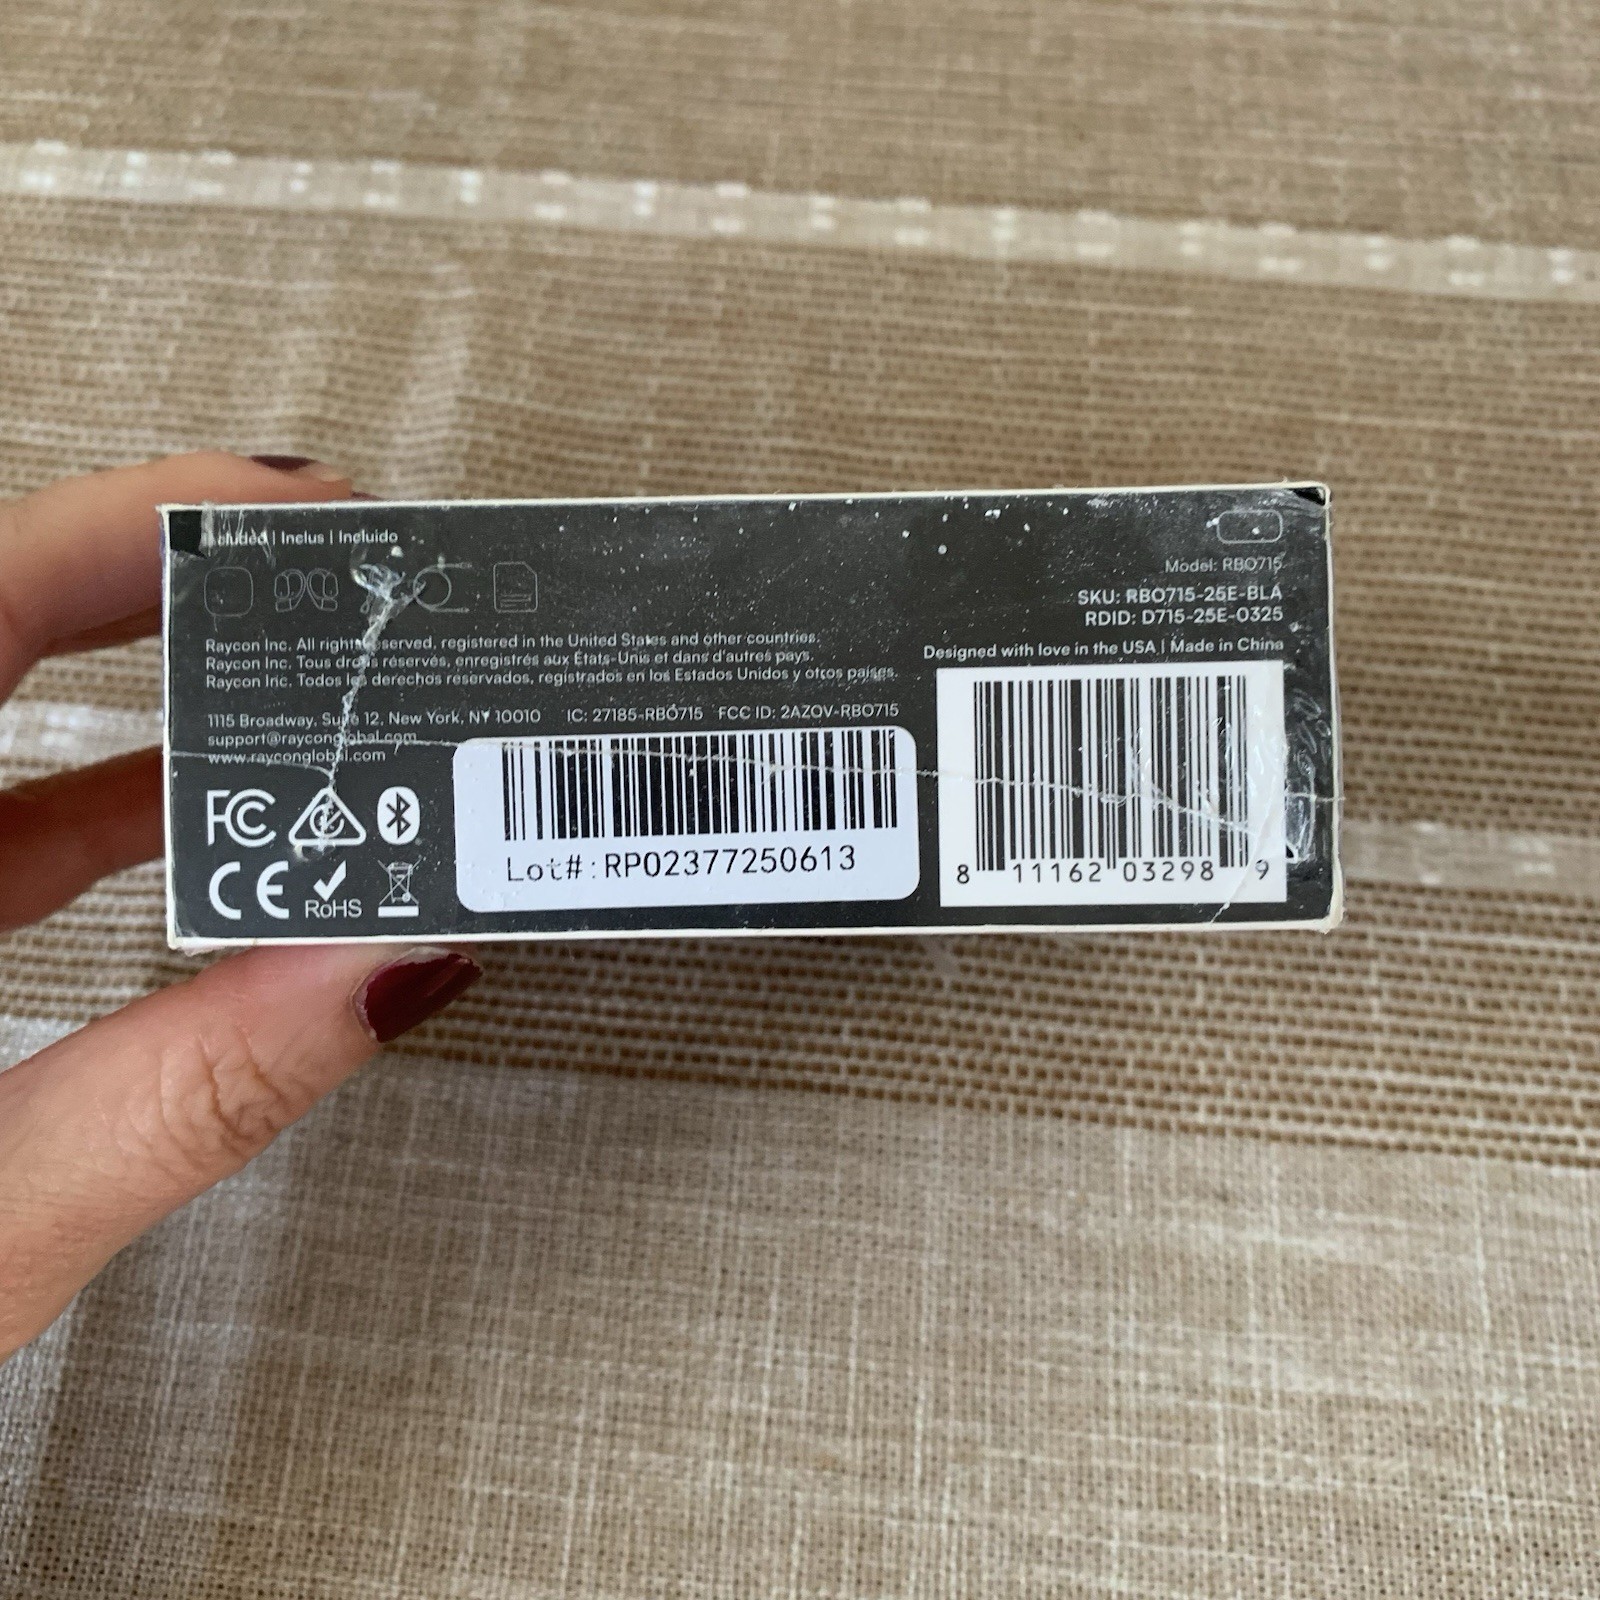 Included | Inclus | Incluido
Model: RBO715
SKU: RBO715-25E-BLA
RDID: D715-25E-0325
Raycon Inc. All rights reserved, registered in the United States and other countries.
Raycon Inc. Tous droits réservés, enregistrés aux États-Unis et dans d'autres pays.
Raycon Inc. Todos los derechos reservados, registrados en los Estados Unidos y otros países.
Designed with love in the USA | Made in China
1115 Broadway, Suite 12, New York, NY 10010 IC: 27185-RBO715 FCC ID: 2AZOV-RBO715
support@rayconglobal.com
www.rayconglobal.com
FC
CE
RoHS
Lot#:RP02377250613
8 11162 03298 9